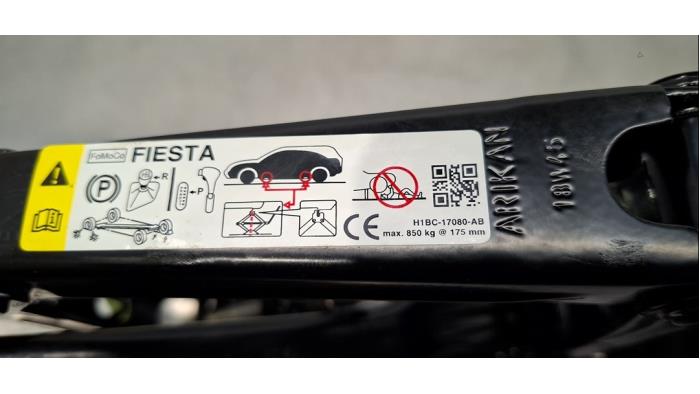 FoMoCo FIESTA
P
R
P
H1BC-17080-AB
CE max. 850 kg @ 175 mm
ARIKAN
18W45